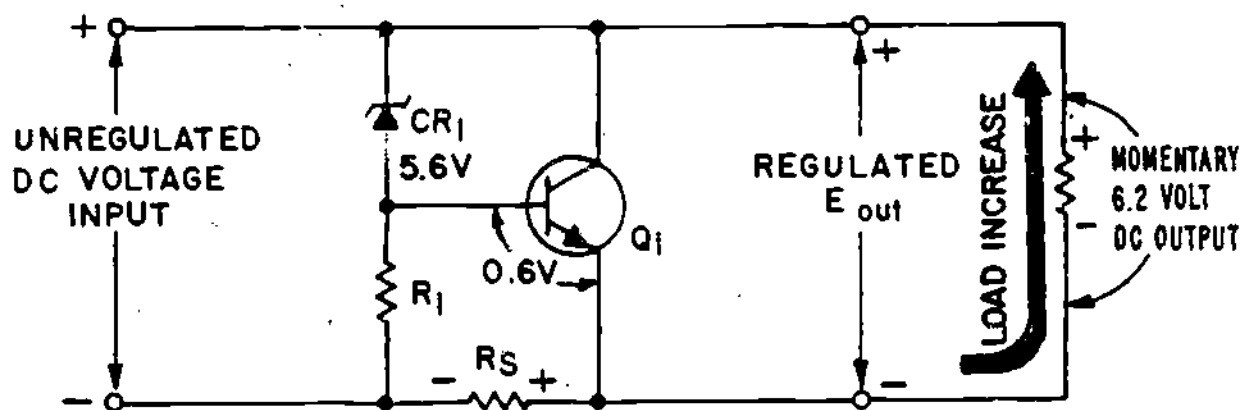 +
+
UNREGULATED
DC VOLTAGE
INPUT
CR1
5.6V
Q1
0.6V
R1
- RS +
REGULATED
E out
LOAD INCREASE
+
-
MOMENTARY
6.2 VOLT
DC OUTPUT
-
-